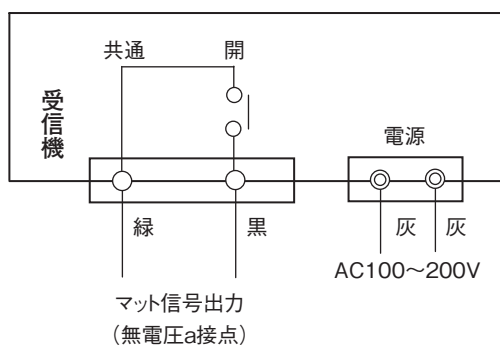 共通 開
受信機
電源
緑 黒 灰 灰
AC100～200V
マット信号出力
（無電圧a接点）